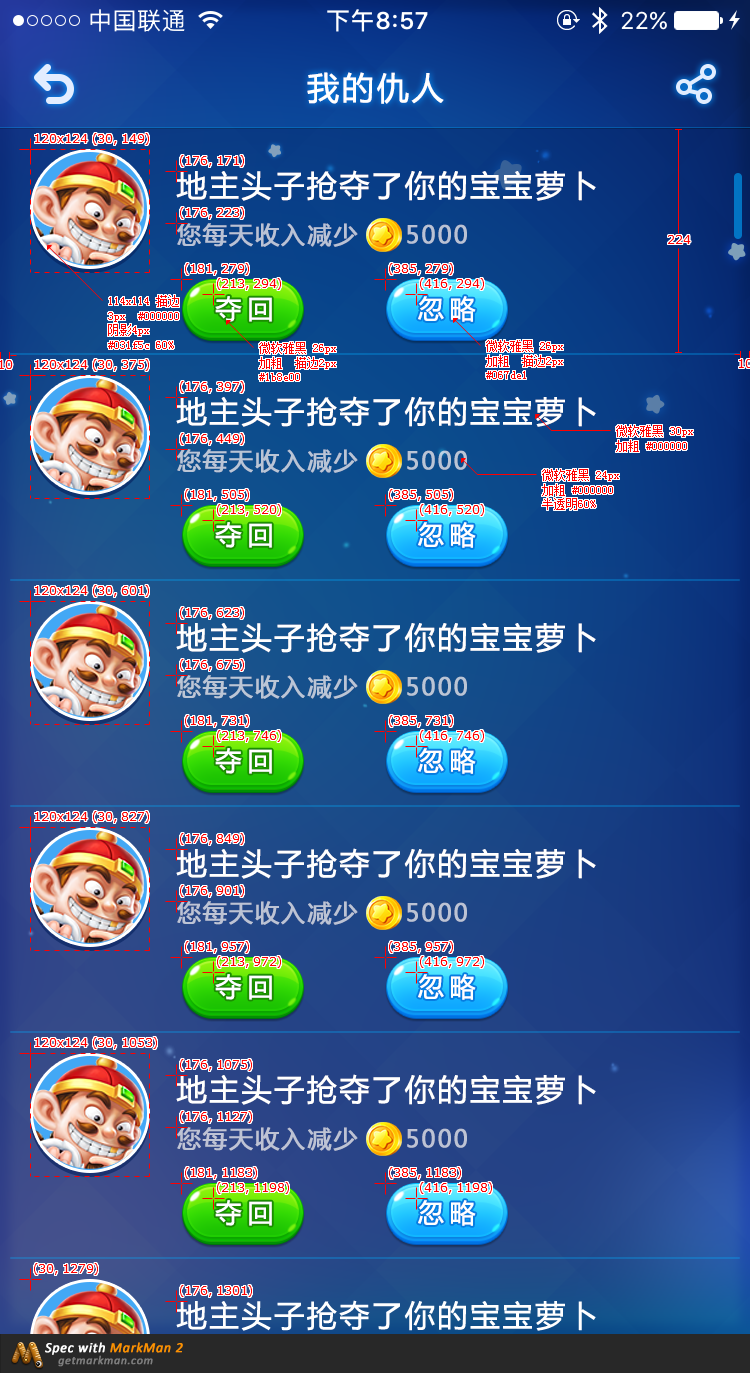 中国联通 下午8:57 22%
我的仇人
120x124 (30, 149)
(176, 171)
地主头子抢夺了你的宝宝萝卜
(176, 223)
您每天收入减少 5000
224
(181, 279) (385, 279)
(213, 294) (416, 294)
夺回 忽略
114x114 描边
3px #000000
阴影4px
#031f5c 60%
微软雅黑 26px
加粗 描边2px
微软雅黑 26px
加粗 描边2px
#067de1
10 10
120x124 (30, 375)
(176, 397)
地主头子抢夺了你的宝宝萝卜
微软雅黑 30px
加粗 #000000
(176, 449)
您每天收入减少 5000
微软雅黑 24px
加粗 #000000
半透明60%
(181, 505) (385, 505)
(213, 520) (416, 520)
夺回 忽略
120x124 (30, 601)
(176, 623)
地主头子抢夺了你的宝宝萝卜
(176, 675)
您每天收入减少 5000
(181, 731) (385, 731)
(213, 746) (416, 746)
夺回 忽略
120x124 (30, 827)
(176, 849)
地主头子抢夺了你的宝宝萝卜
(176, 901)
您每天收入减少 5000
(181, 957) (385, 957)
(213, 972) (416, 972)
夺回 忽略
120x124 (30, 1053)
(176, 1075)
地主头子抢夺了你的宝宝萝卜
(176, 1127)
您每天收入减少 5000
(181, 1183) (385, 1183)
(213, 1198) (416, 1198)
夺回 忽略
(30, 1279)
(176, 1301)
地主头子抢夺了你的宝宝萝卜
Spec with MarkMan 2
getmarkman.com